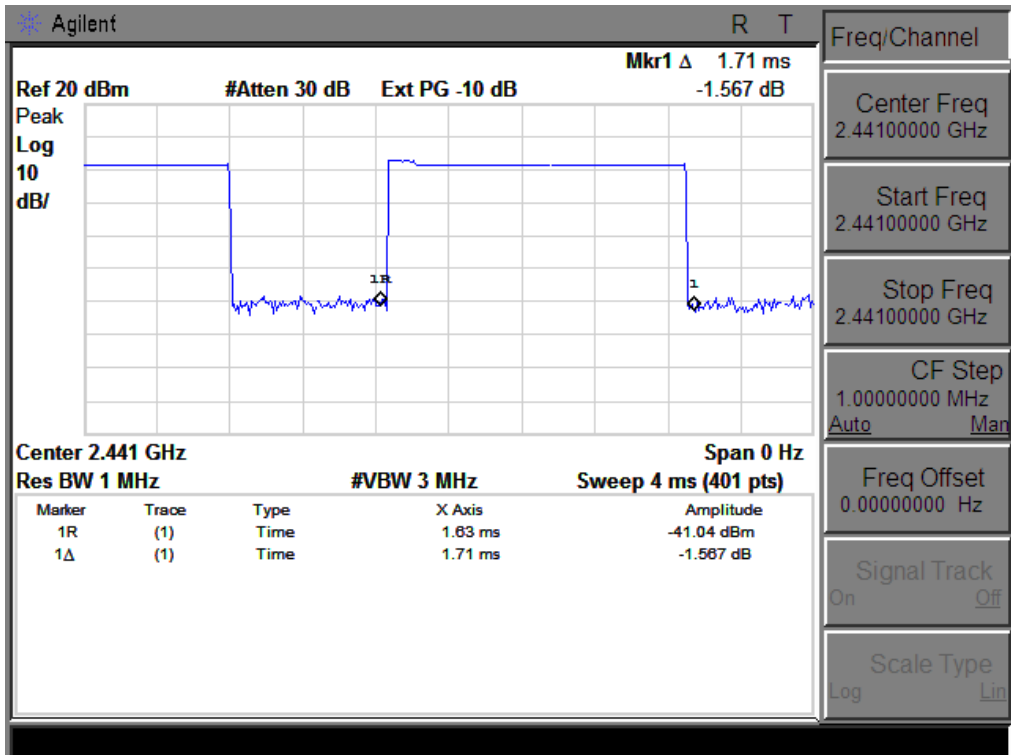 Agilent R T
Mkr1 Δ 1.71 ms
Ref 20 dBm #Atten 30 dB Ext PG -10 dB -1.567 dB
Peak
Log
10
dB/
1R
1
Center 2.441 GHz Span 0 Hz
Res BW 1 MHz #VBW 3 MHz Sweep 4 ms (401 pts)
Marker Trace Type X Axis Amplitude
1R (1) Time 1.63 ms -41.04 dBm
1Δ (1) Time 1.71 ms -1.567 dB
Freq/Channel
Center Freq
2.44100000 GHz
Start Freq
2.44100000 GHz
Stop Freq
2.44100000 GHz
CF Step
1.00000000 MHz
Auto Man
Freq Offset
0.00000000 Hz
Signal Track
On Off
Scale Type
Log Lin